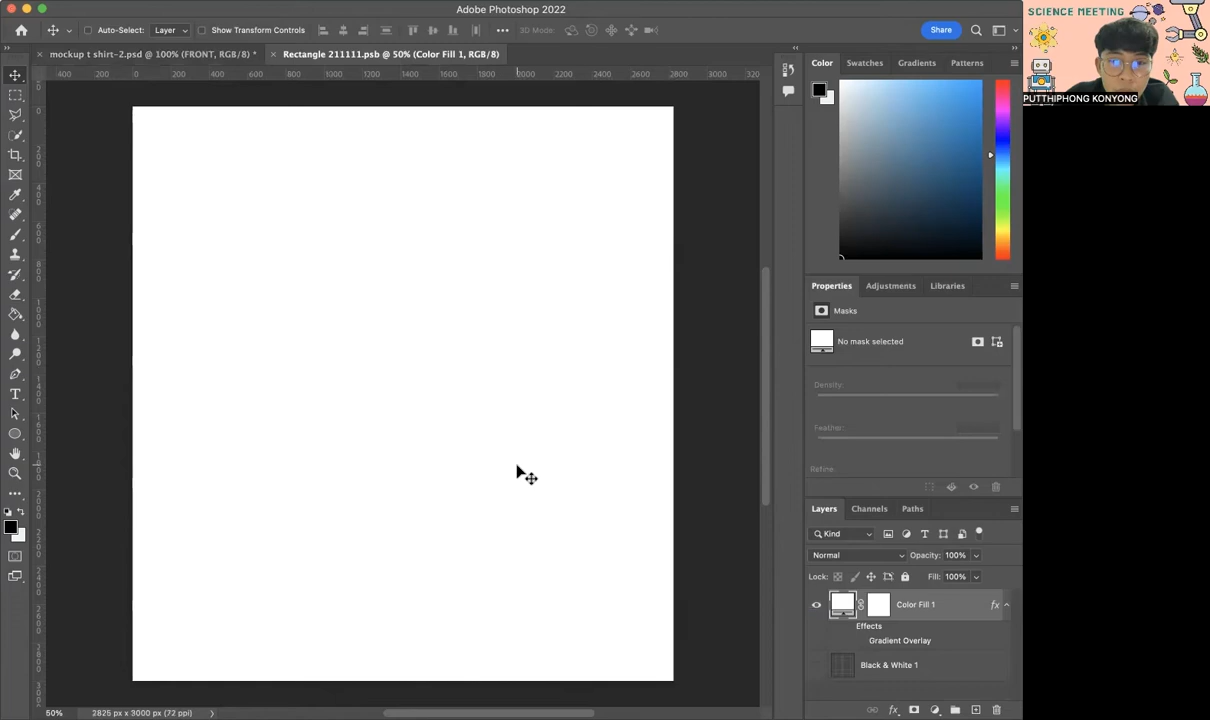 Adobe Photoshop 2022
Auto-Select: Layer Show Transform Controls 3D Mode: Share
mockup t shirt-2.psd @ 100% (FRONT, RGB/8) * Rectangle 211111.psb @ 50% (Color Fill 1, RGB/8)
400 200 0 200 400 600 800 1000 1200 1400 1600 1800 2000 2200 2400 2600 2800 3000 320
Color Swatches Gradients Patterns
SCIENCE MEETING
PUTTHIPHONG KONYONG
Properties Adjustments Libraries
Masks
No mask selected
Density:
Feather:
Refine
Layers Channels Paths
Kind
Normal Opacity: 100%
Lock: Fill: 100%
Color Fill 1 fx
Effects
Gradient Overlay
Black & White 1
50% 2825 px x 3000 px (72 ppi)